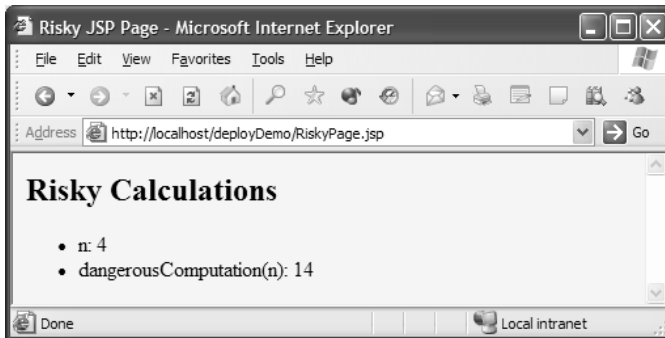 Risky JSP Page - Microsoft Internet Explorer
File Edit View Favorites Tools Help
Address http://localhost/deployDemo/RiskyPage.jsp Go
Risky Calculations
• n: 4
• dangerousComputation(n): 14
Done Local intranet